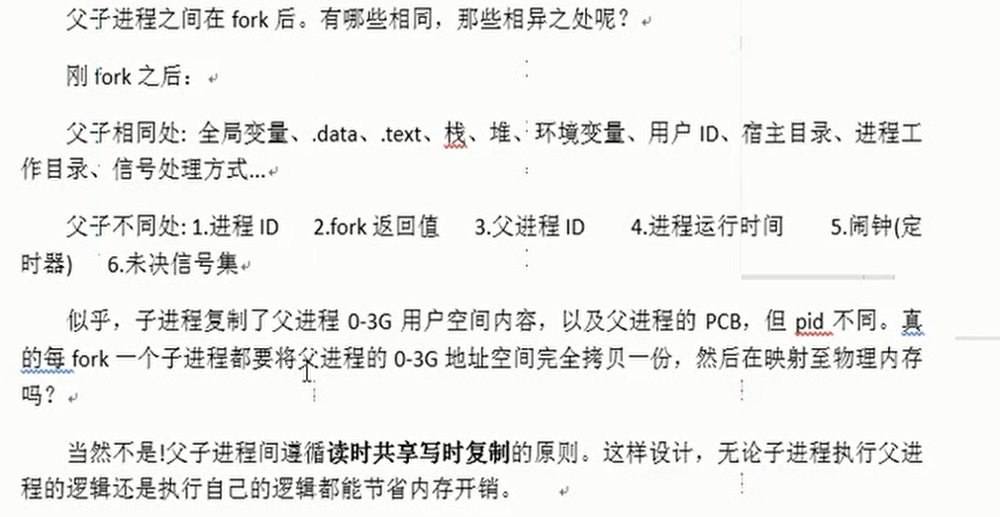 父子进程之间在 fork 后。有哪些相同，那些相异之处呢？
刚 fork 之后：
父子相同处: 全局变量、.data、.text、栈、堆、环境变量、用户 ID、宿主目录、进程工
作目录、信号处理方式...
父子不同处: 1.进程 ID 2.fork 返回值 3.父进程 ID 4.进程运行时间 5.闹钟(定
时器) 6.未决信号集
似乎，子进程复制了父进程 0-3G 用户空间内容，以及父进程的 PCB，但 pid 不同。真
的每 fork 一个子进程都要将父进程的 0-3G 地址空间完全拷贝一份，然后在映射至物理内存
吗？
当然不是!父子进程间遵循读时共享写时复制的原则。这样设计，无论子进程执行父进
程的逻辑还是执行自己的逻辑都能节省内存开销。